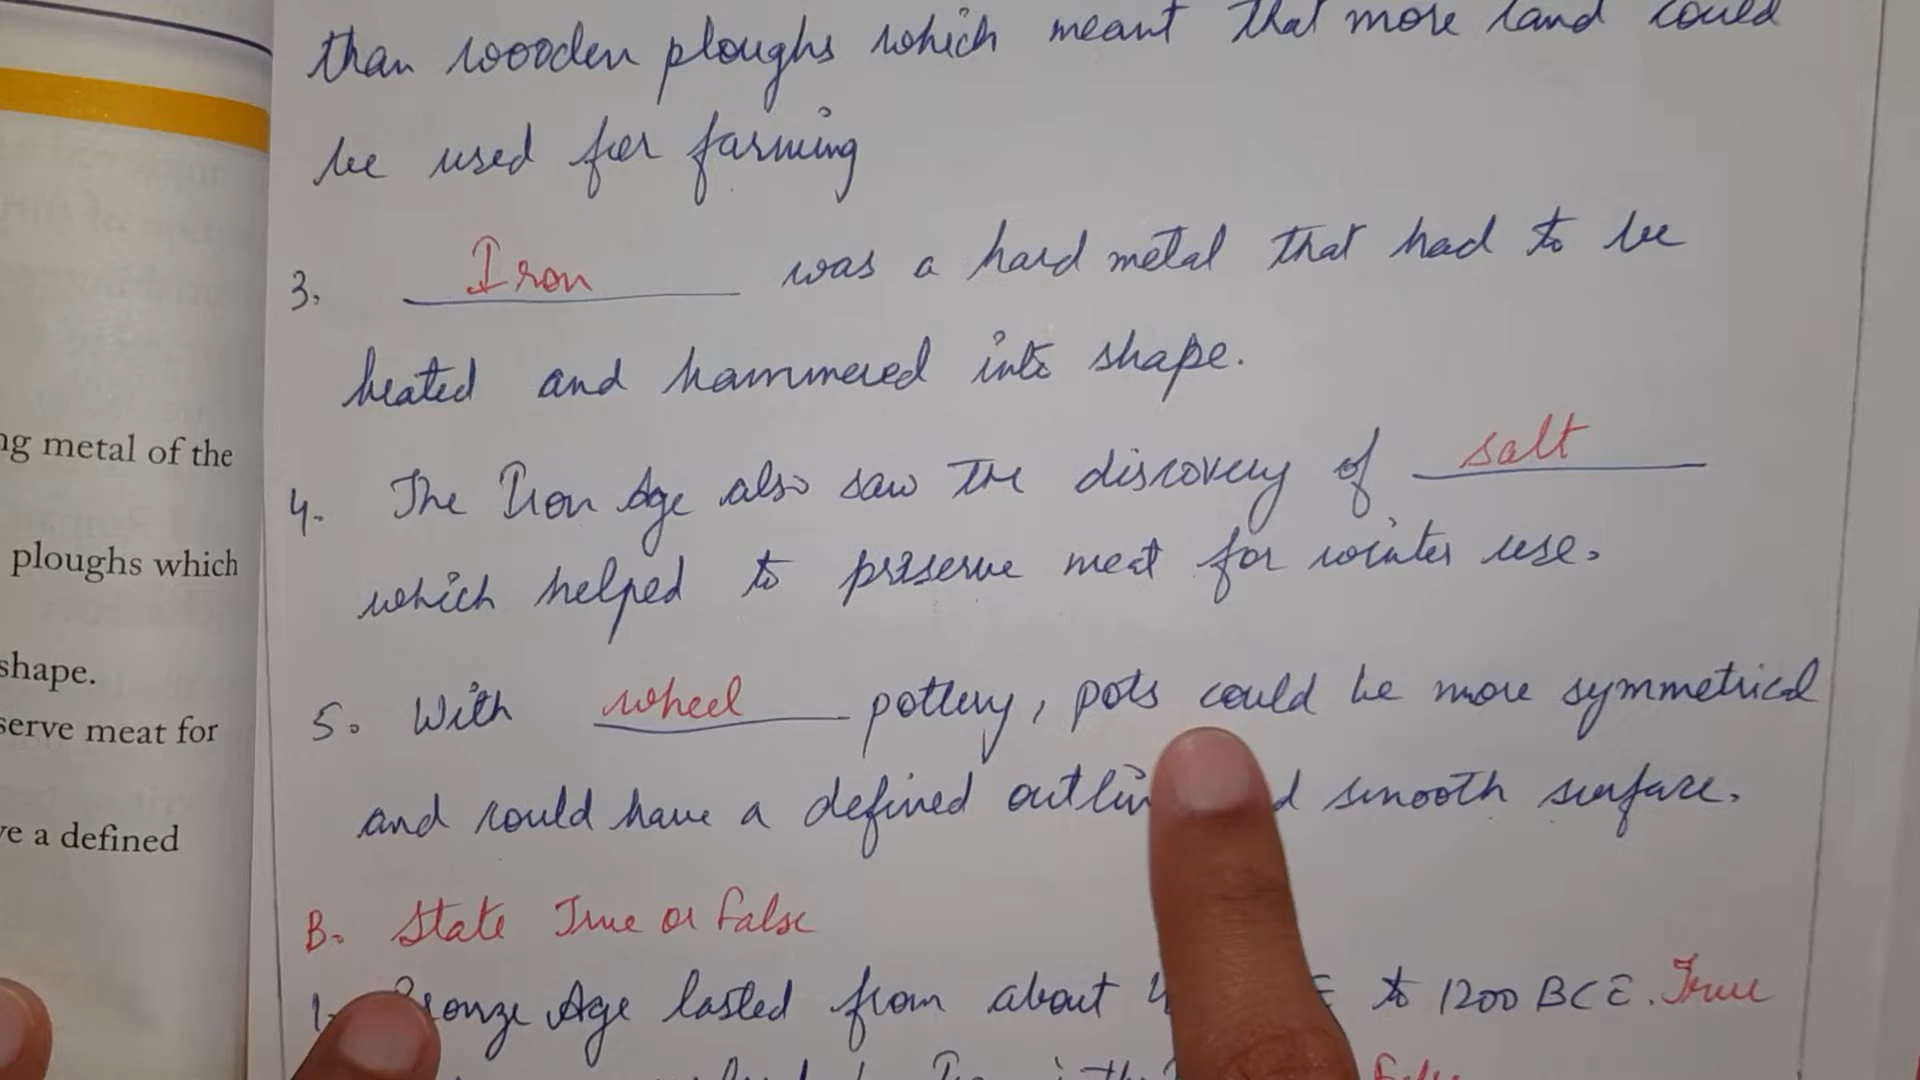 than wooden ploughs which meant that more land could
be used for farming
3. Iron was a hard metal that had to be
heated and hammered into shape.
4. The Iron Age also saw the discovery of salt
which helped to preserve meat for winter use.
5. With wheel pottery, pots could be more symmetrical
and could have a defined smooth surface.
B. State True or False
1. Bronze Age lasted from about to 1200 BCE. True
False
ng metal of the
ploughs which
shape.
serve meat for
ve a defined